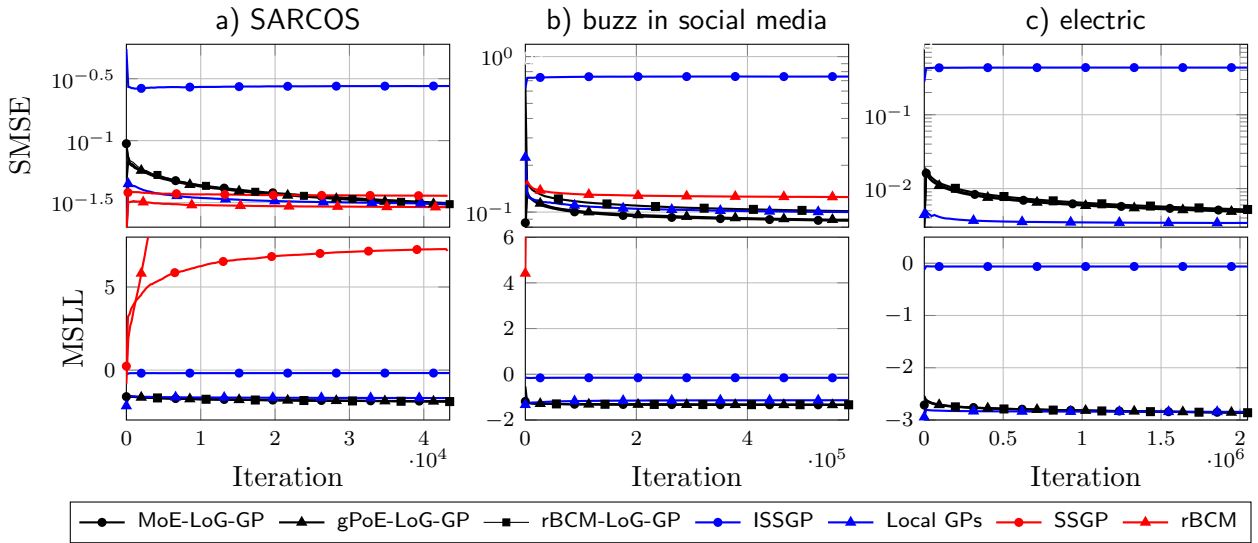 a) SARCOS
b) buzz in social media
c) electric
SMSE
10^−0.5
10^−1
10^−1.5
10^0
10^−1
10^−1
10^−2
MSLL
5
0
6
4
2
0
−2
0
−1
−2
−3
0 1 2 3 4
·10^4
0 2 4
·10^5
0 0.5 1 1.5 2
·10^6
Iteration
Iteration
Iteration
MoE-LoG-GP gPoE-LoG-GP rBCM-LoG-GP ISSGP Local GPs SSGP rBCM